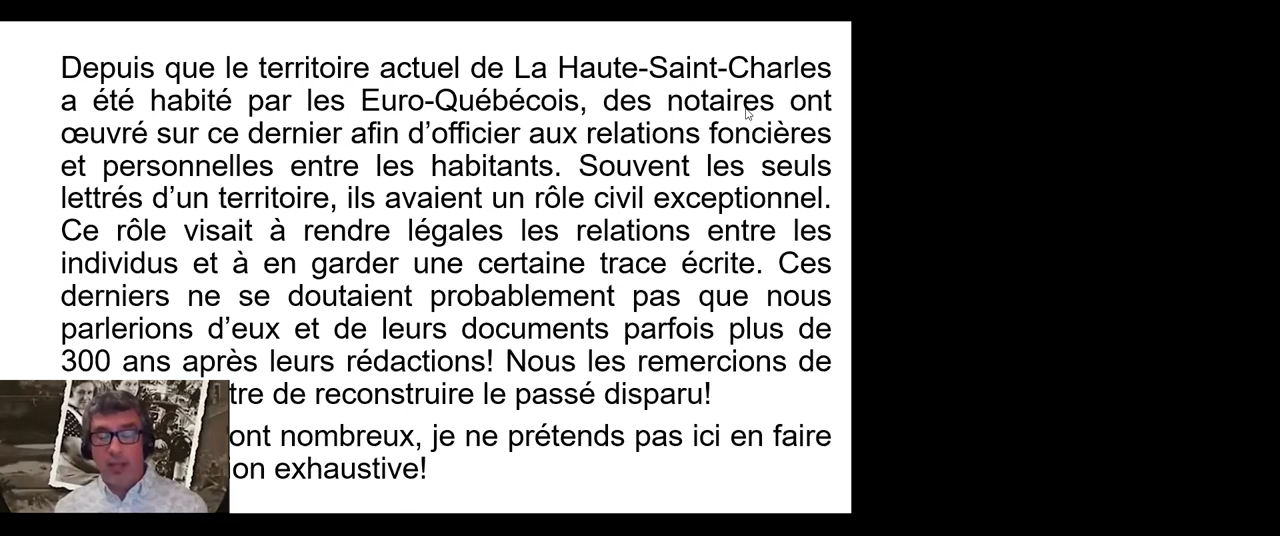 Depuis que le territoire actuel de La Haute-Saint-Charles
a été habité par les Euro-Québécois, des notaires ont
œuvré sur ce dernier afin d’officier aux relations foncières
et personnelles entre les habitants. Souvent les seuls
lettrés d’un territoire, ils avaient un rôle civil exceptionnel.
Ce rôle visait à rendre légales les relations entre les
individus et à en garder une certaine trace écrite. Ces
derniers ne se doutaient probablement pas que nous
parlerions d’eux et de leurs documents parfois plus de
300 ans après leurs rédactions! Nous les remercions de
tre de reconstruire le passé disparu!
ont nombreux, je ne prétends pas ici en faire
ion exhaustive!